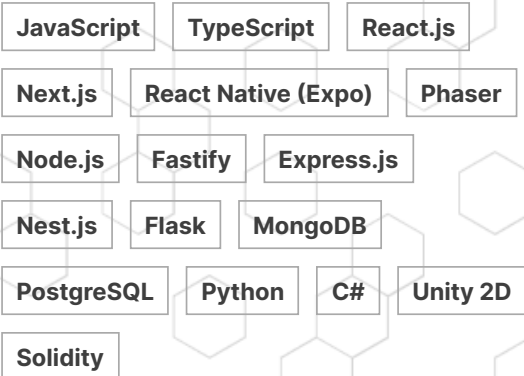 JavaScript TypeScript React.js
Next.js React Native (Expo) Phaser
Node.js Fastify Express.js
Nest.js Flask MongoDB
PostgreSQL Python C# Unity 2D
Solidity